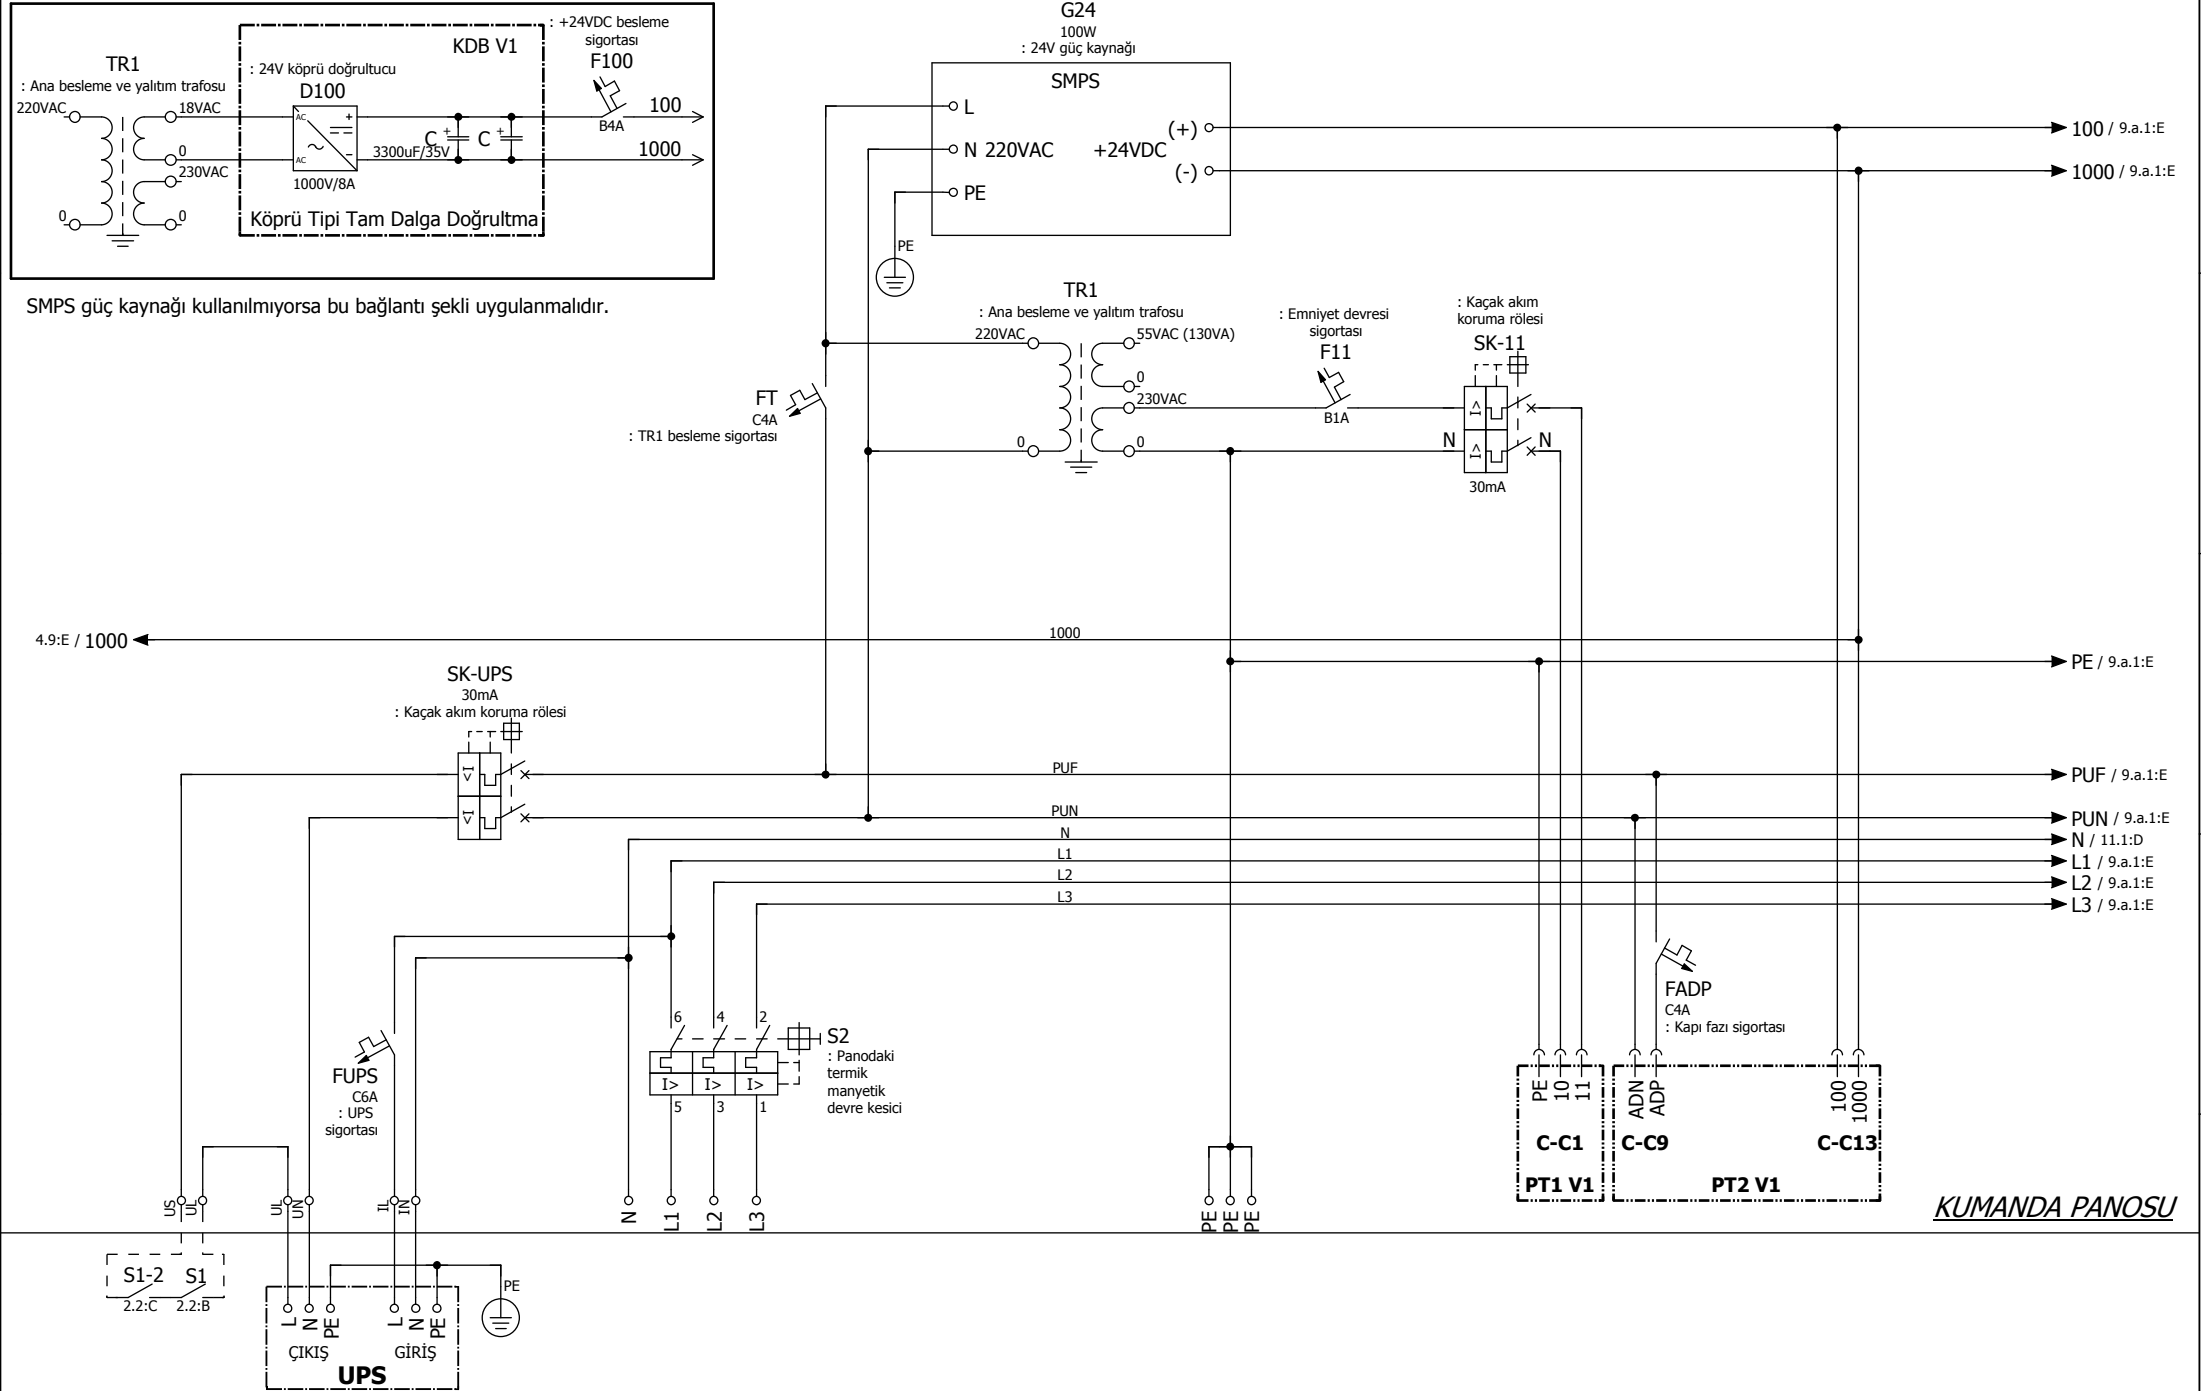 TR1
: Ana besleme ve yalıtım trafosu
220VAC
0
18VAC
0
230VAC
0
KDB V1
: 24V köprü doğrultucu
D100
AC
AC
+
-
1000V/8A
C +
C +
3300uF/35V
Köprü Tipi Tam Dalga Doğrultma
: +24VDC besleme
sigortası
F100
B4A
100
1000
SMPS güç kaynağı kullanılmıyorsa bu bağlantı şekli uygulanmalıdır.
G24
100W
: 24V güç kaynağı
SMPS
L
N 220VAC
PE
(+)
+24VDC
(-)
PE
100 / 9.a.1:E
1000 / 9.a.1:E
TR1
: Ana besleme ve yalıtım trafosu
220VAC
0
55VAC (130VA)
0
230VAC
0
: Emniyet devresi
sigortası
F11
B1A
: Kaçak akım
koruma rölesi
SK-11
I>
I>
N
N
30mA
FT
C4A
: TR1 besleme sigortası
4.9:E / 1000
1000
PE / 9.a.1:E
SK-UPS
30mA
: Kaçak akım koruma rölesi
I>
I>
PUF
PUF / 9.a.1:E
PUN
PUN / 9.a.1:E
N
N / 11.1:D
L1
L1 / 9.a.1:E
L2
L2 / 9.a.1:E
L3
L3 / 9.a.1:E
FUPS
C6A
: UPS
sigortası
6
4
2
I>
I>
I>
5
3
1
S2
: Panodaki
termik
manyetik
devre kesici
FADP
C4A
: Kapı fazı sigortası
PE
10
11
C-C1
PT1 V1
ADN
ADP
C-C9
100
1000
C-C13
PT2 V1
US
UL
UL
UN
IL
IN
N
L1
L2
L3
PE
PE
PE
KUMANDA PANOSU
S1-2
2.2:C
S1
2.2:B
L
N
PE
ÇIKIŞ
L
N
PE
GİRİŞ
UPS
PE